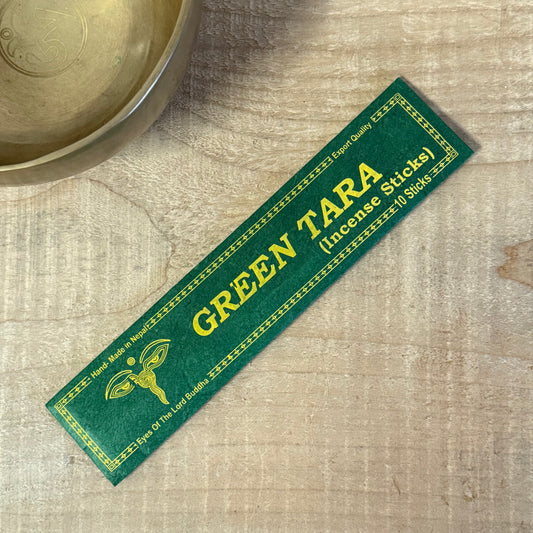 Export Quality
GREEN TARA
(Incense Sticks)
10 Sticks
Hand- Made in Nepal
Eyes Of The Lord Buddha